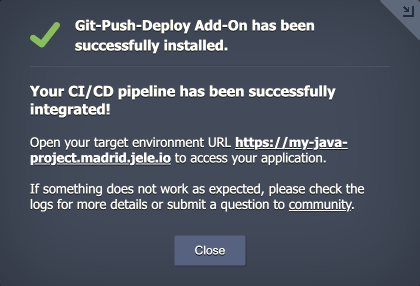 Git-Push-Deploy Add-On has been
successfully installed.
Your CI/CD pipeline has been successfully
integrated!
Open your target environment URL https://my-java-
project.madrid.jele.io to access your application.
If something does not work as expected, please check the
logs for more details or submit a question to community.
Close